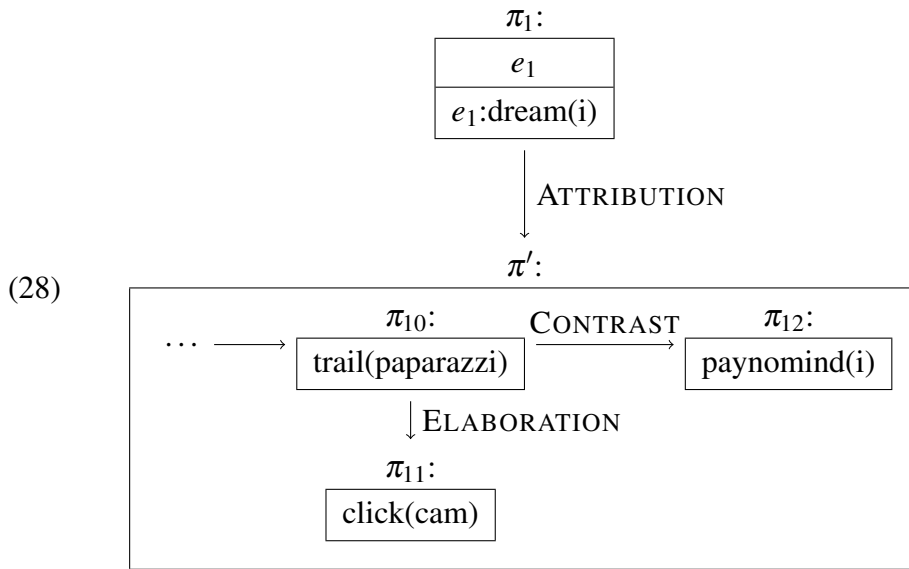 π₁:
e₁
e₁:dream(i)
ATTRIBUTION
π′:
(28)
π₁₀: CONTRAST π₁₂:
··· trail(paparazzi) paynomind(i)
ELABORATION
π₁₁:
click(cam)